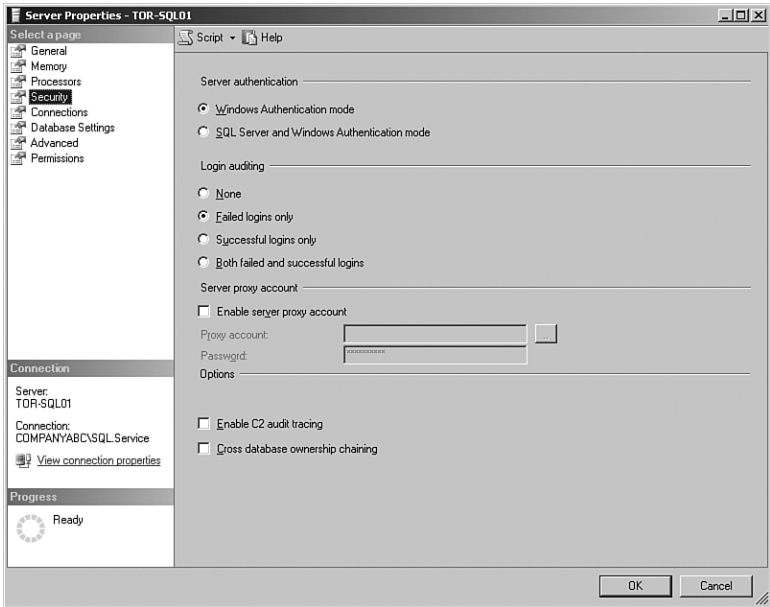 Server Properties - TOR-SQL01
Select a page
General
Memory
Processors
Security
Connections
Database Settings
Advanced
Permissions
Connection
Server:
TOR-SQL01
Connection:
COMPANYABC\SQL.Service
View connection properties
Progress
Ready
Script
Help
Server authentication
Windows Authentication mode
SQL Server and Windows Authentication mode
Login auditing
None
Failed logins only
Successful logins only
Both failed and successful logins
Server proxy account
Enable server proxy account
Proxy account:
..
Password:
××××××××××
Options
Enable C2 audit tracing
Cross database ownership chaining
OK
Cancel